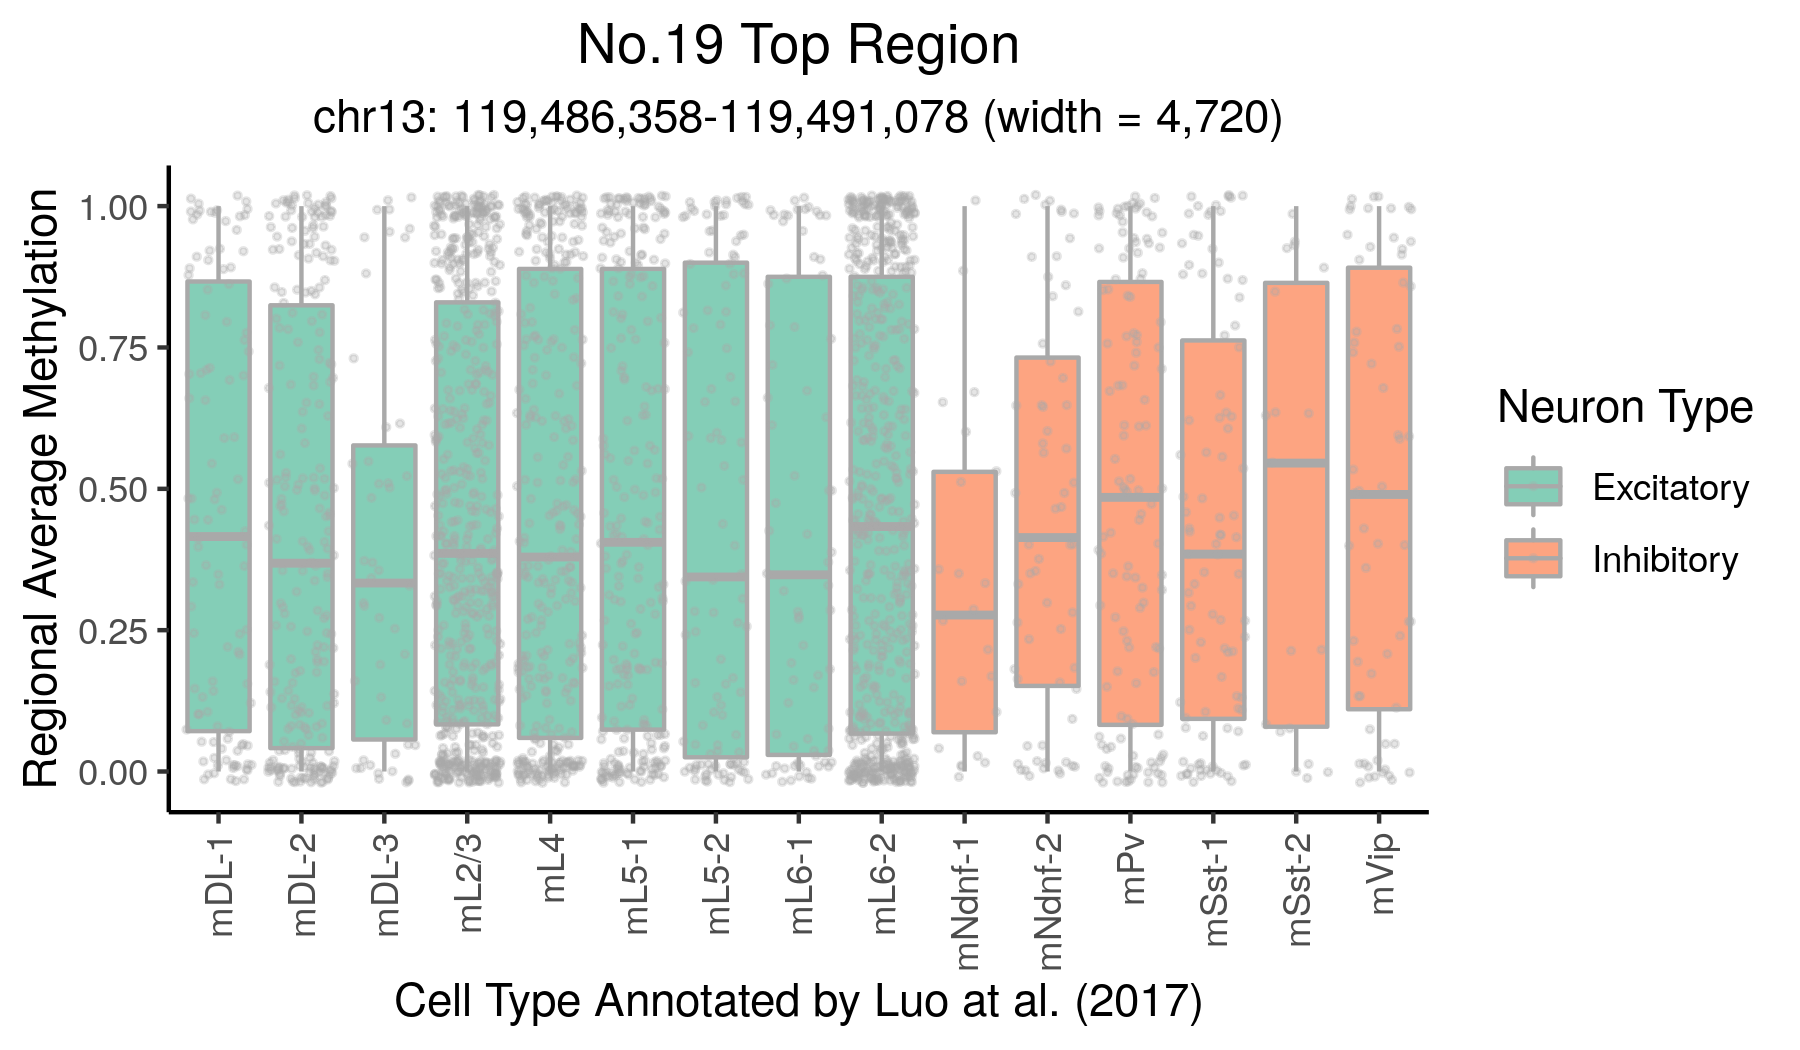 No.19 Top Region
chr13: 119,486,358-119,491,078 (width = 4,720)
Regional Average Methylation
1.00
0.75
0.50
0.25
0.00
mDL-1
mDL-2
mDL-3
mL2/3
mL4
mL5-1
mL5-2
mL6-1
mL6-2
mNdnf-1
mNdnf-2
mPv
mSst-1
mSst-2
mVip
Cell Type Annotated by Luo at al. (2017)
Neuron Type
Excitatory
Inhibitory